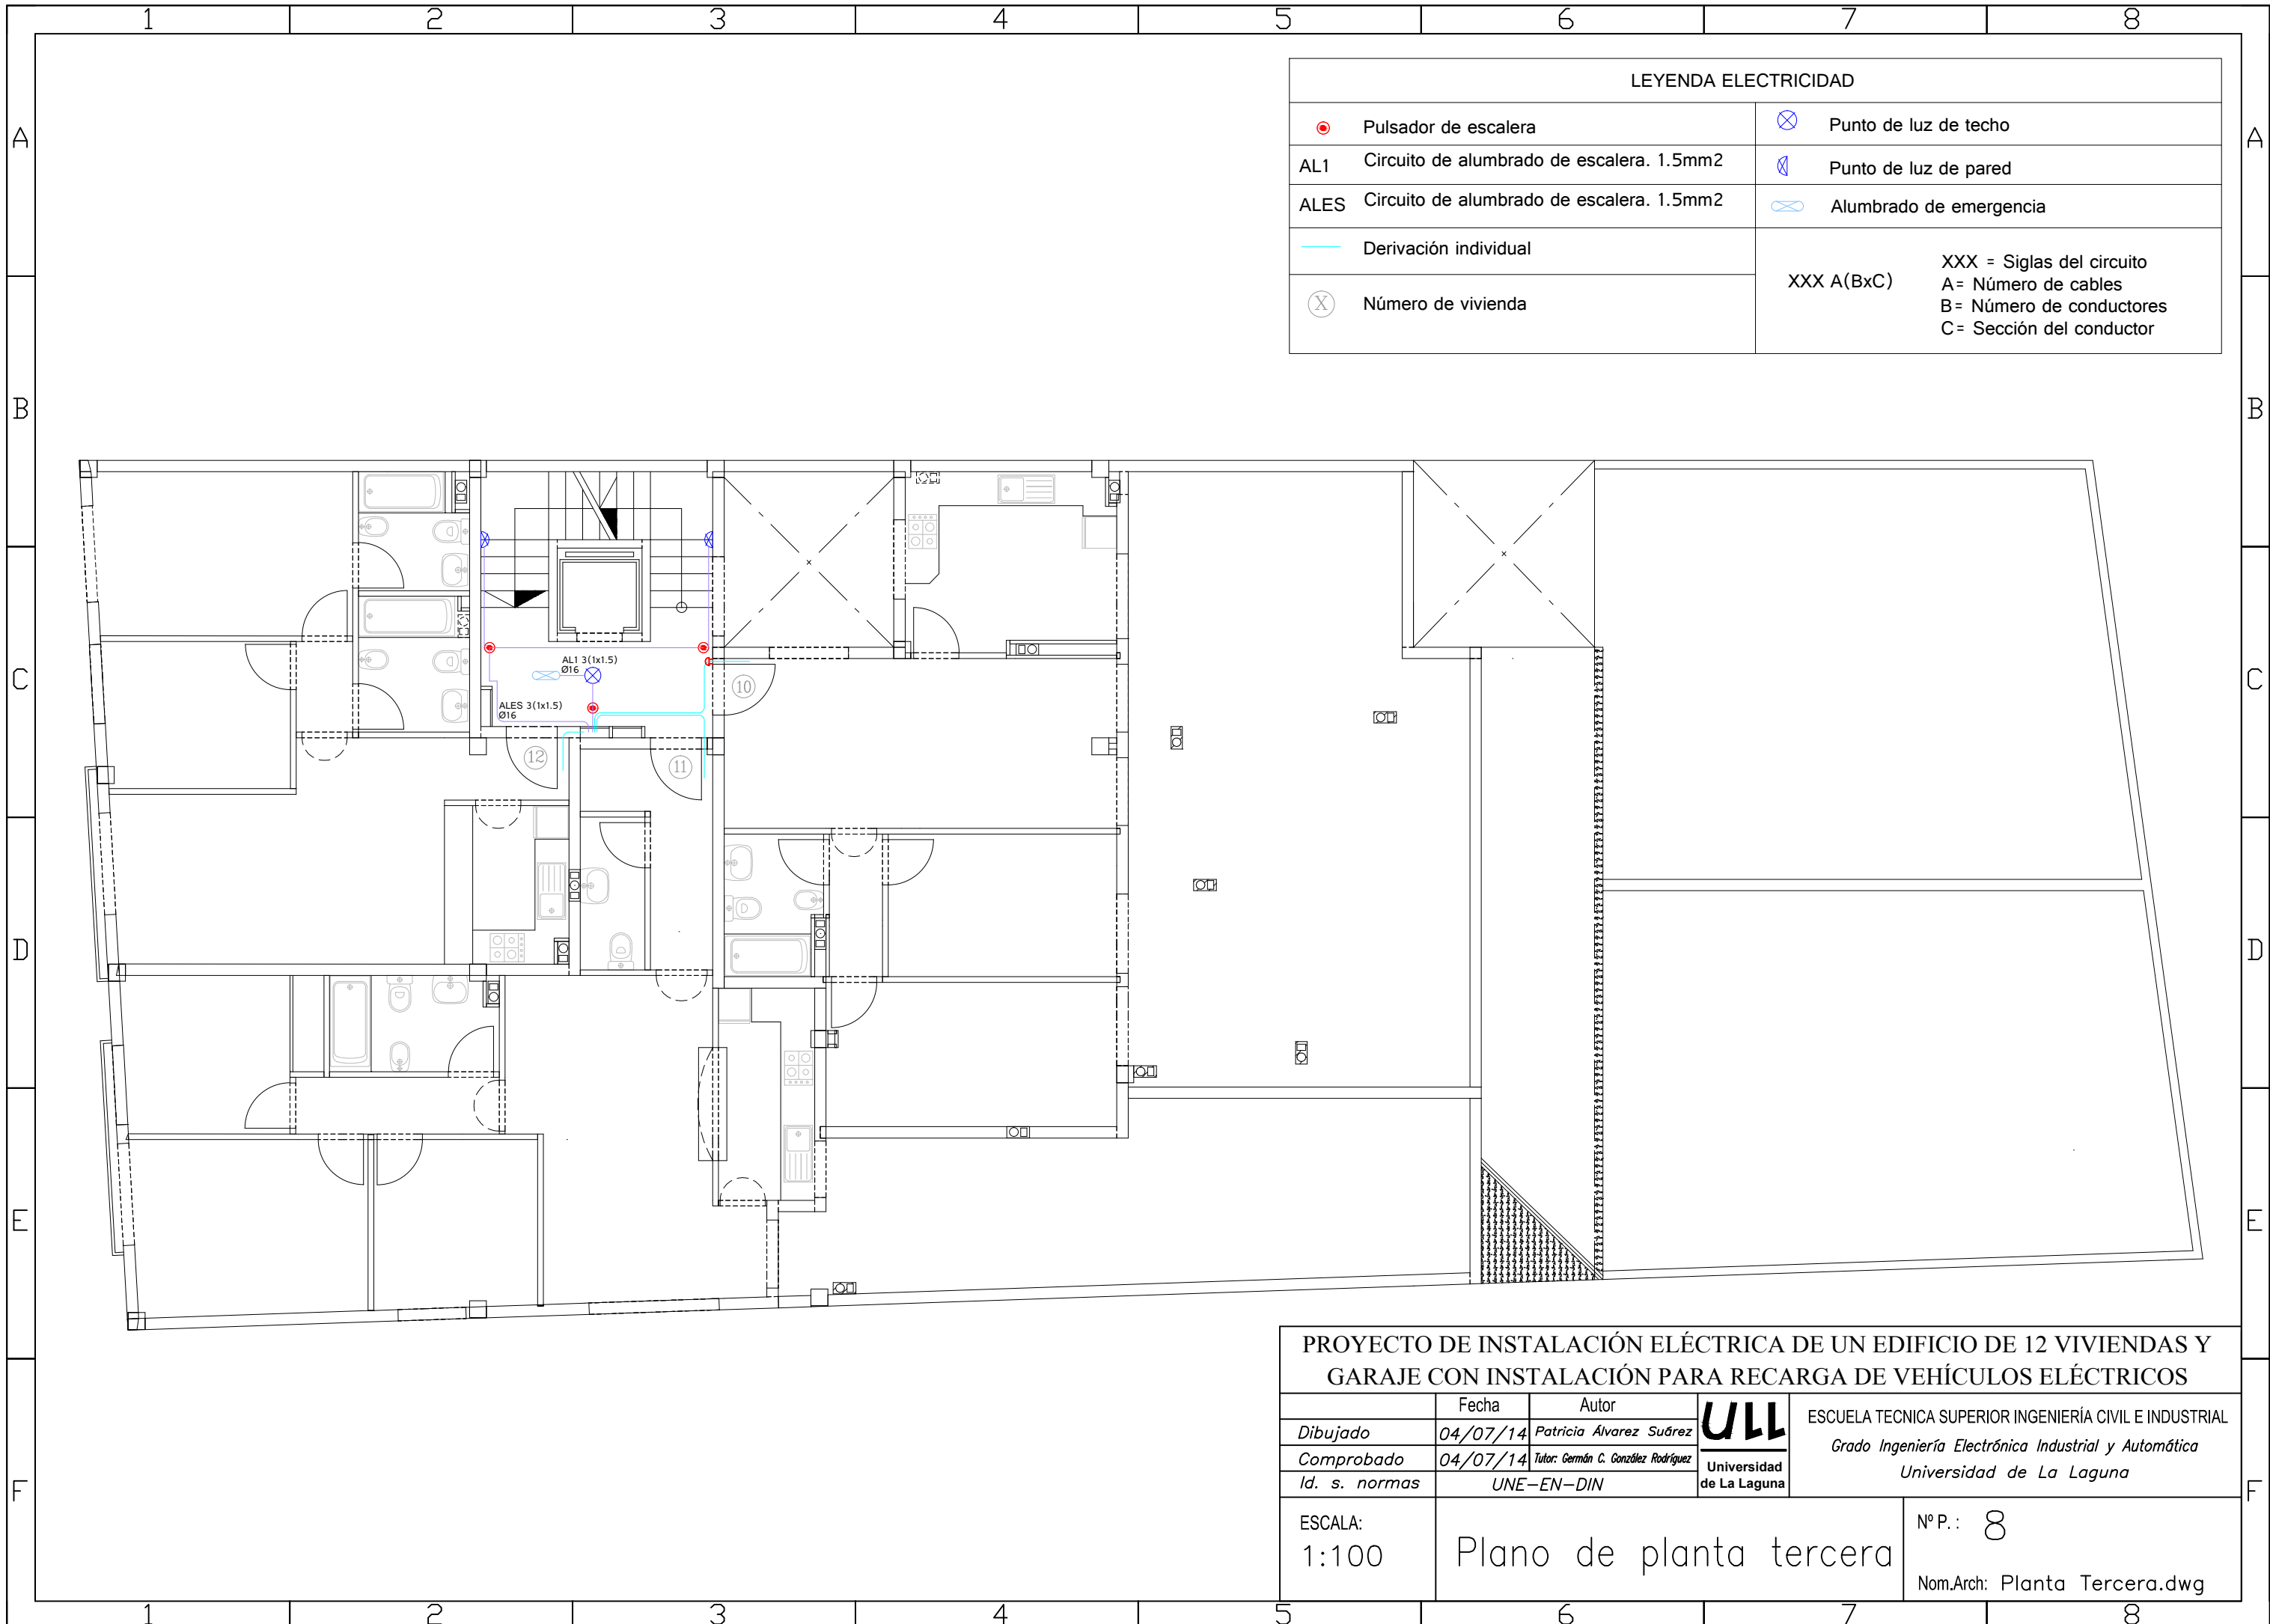 1 2 3 4 5 6 7 8
A A
B B
C C
D D
E E
F F
LEYENDA ELECTRICIDAD
Pulsador de escalera
Punto de luz de techo
AL1 Circuito de alumbrado de escalera. 1.5mm2
Punto de luz de pared
ALES Circuito de alumbrado de escalera. 1.5mm2
Alumbrado de emergencia
Derivación individual
X Número de vivienda
XXX A(BxC)
XXX = Siglas del circuito
A= Número de cables
B= Número de conductores
C= Sección del conductor
AL1 3(1x1.5)
Ø16
ALES 3(1x1.5)
Ø16
10
12
11
PROYECTO DE INSTALACIÓN ELÉCTRICA DE UN EDIFICIO DE 12 VIVIENDAS Y
GARAJE CON INSTALACIÓN PARA RECARGA DE VEHÍCULOS ELÉCTRICOS
Fecha Autor
Dibujado 04/07/14 Patricia Álvarez Suárez
Comprobado 04/07/14 Tutor: Germán C. González Rodríguez
Id. s. normas UNE-EN-DIN
ULL
Universidad
de La Laguna
ESCUELA TECNICA SUPERIOR INGENIERÍA CIVIL E INDUSTRIAL
Grado Ingeniería Electrónica Industrial y Automática
Universidad de La Laguna
ESCALA:
1:100
Plano de planta tercera
Nº P. : 8
Nom.Arch: Planta Tercera.dwg
1 2 3 4 5 6 7 8